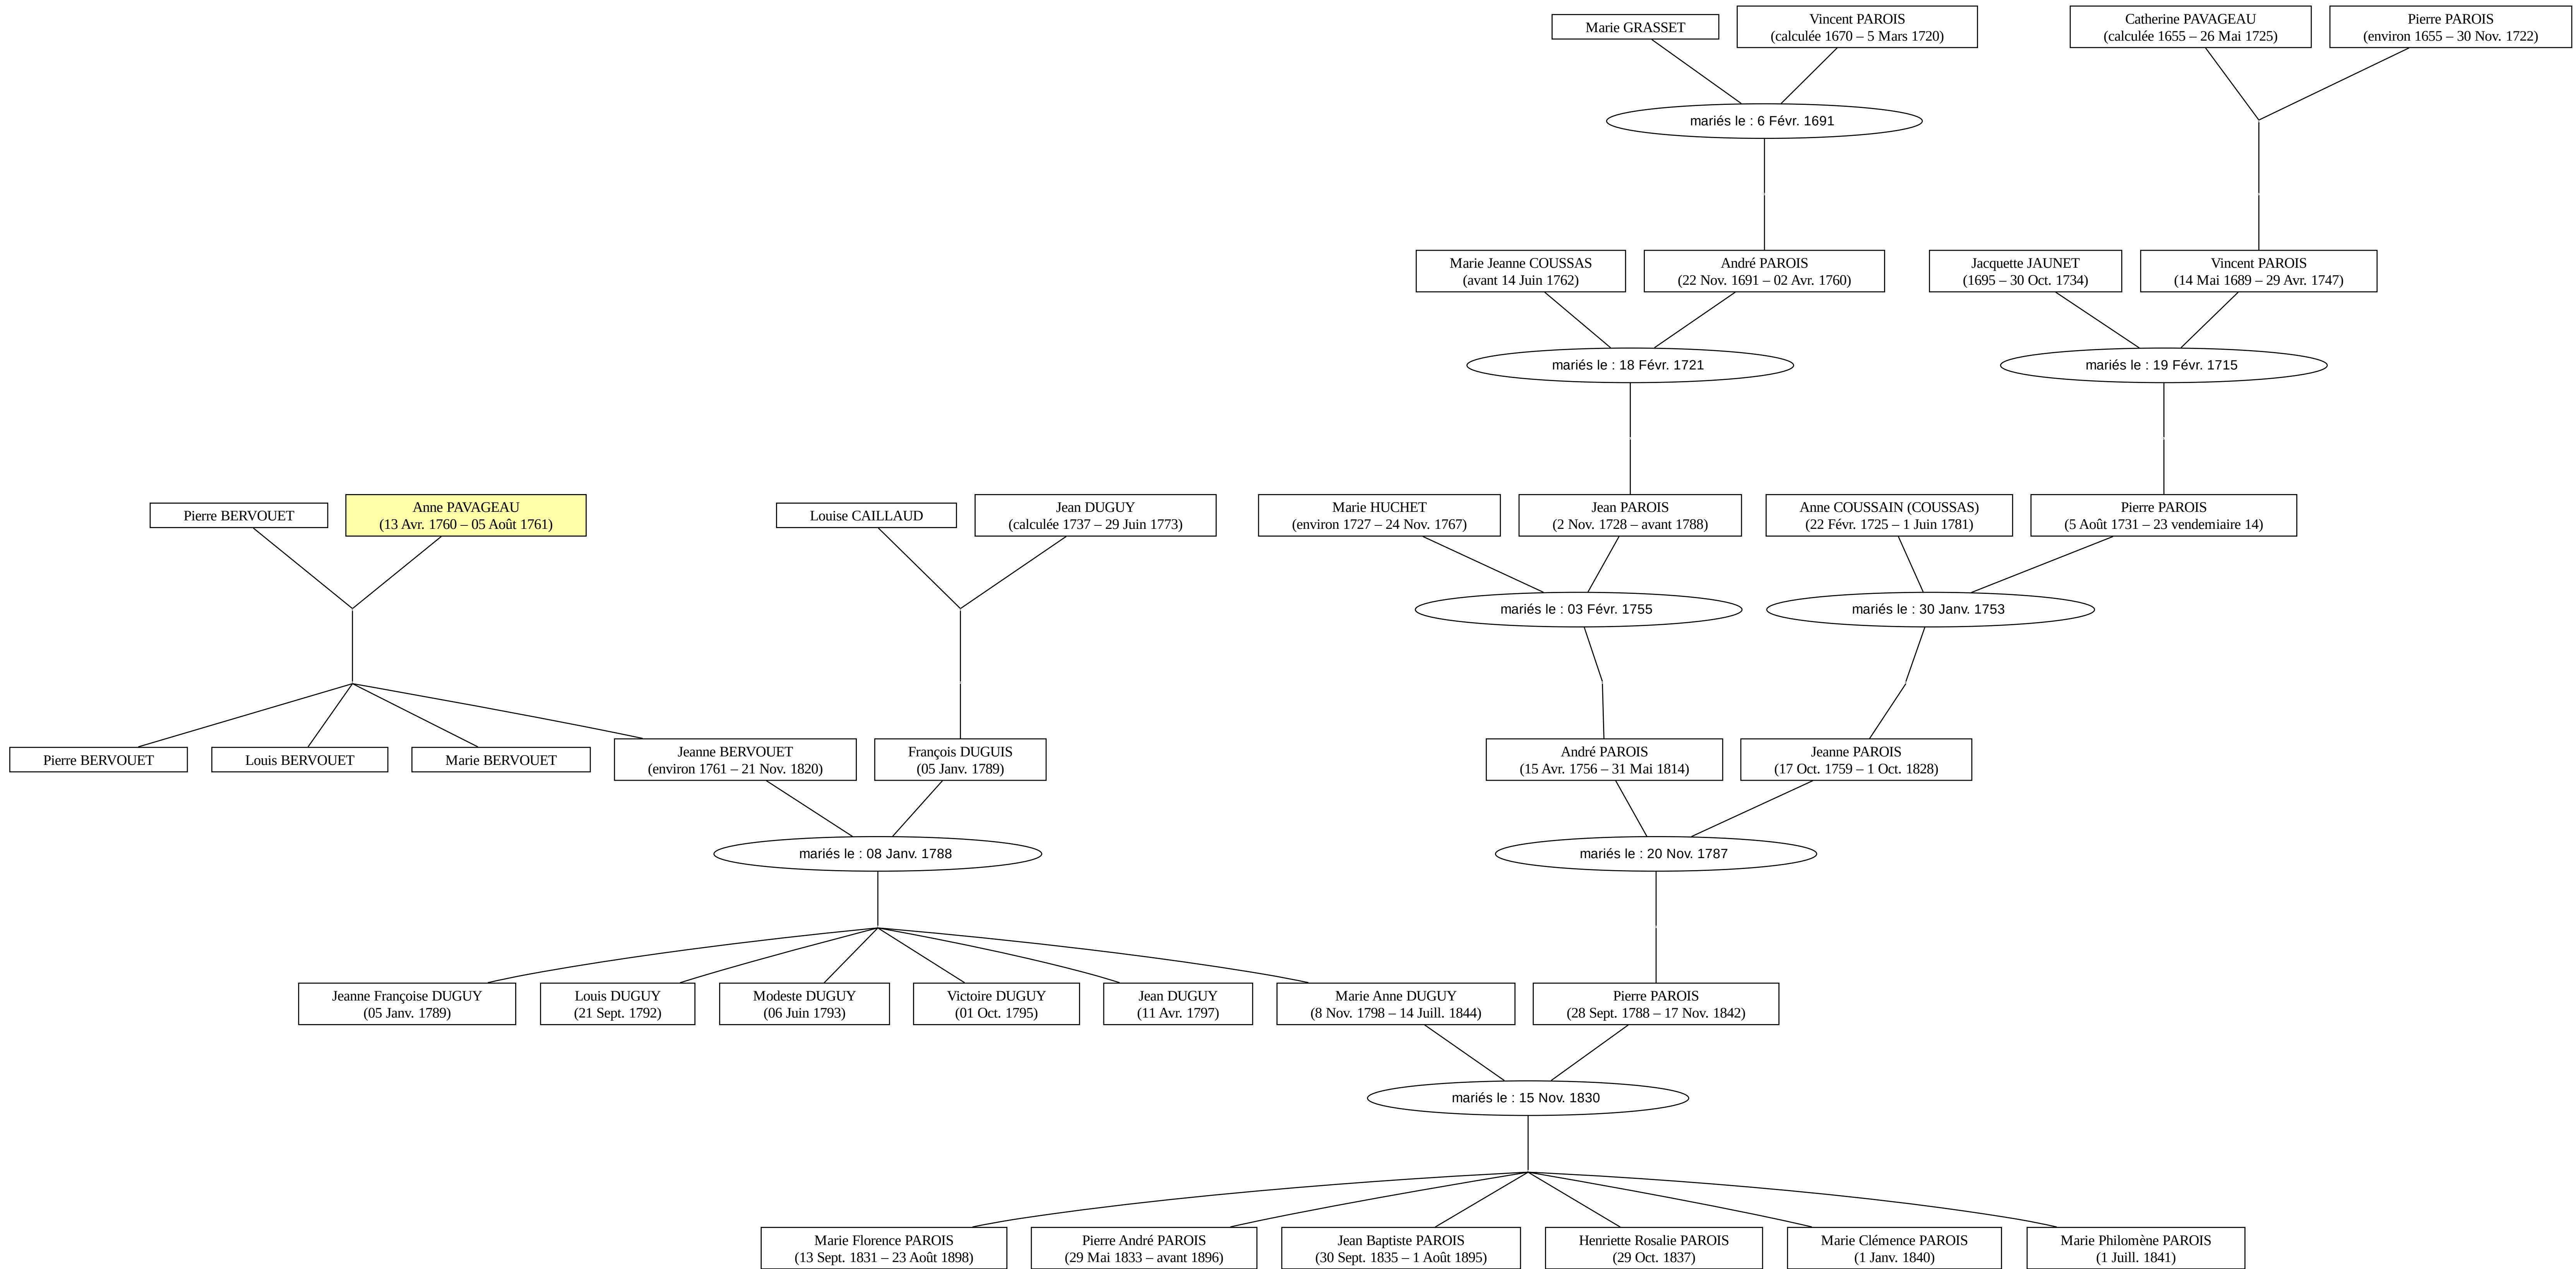 Marie GRASSET
Vincent PAROIS
(calculée 1670 – 5 Mars 1720)
Catherine PAVAGEAU
(calculée 1655 – 26 Mai 1725)
Pierre PAROIS
(environ 1655 – 30 Nov. 1722)
mariés le : 6 Févr. 1691
Marie Jeanne COUSSAS
(avant 14 Juin 1762)
André PAROIS
(22 Nov. 1691 – 02 Avr. 1760)
Jacquette JAUNET
(1695 – 30 Oct. 1734)
Vincent PAROIS
(14 Mai 1689 – 29 Avr. 1747)
mariés le : 18 Févr. 1721
mariés le : 19 Févr. 1715
Pierre BERVOUET
Anne PAVAGEAU
(13 Avr. 1760 – 05 Août 1761)
Louise CAILLAUD
Jean DUGUY
(calculée 1737 – 29 Juin 1773)
Marie HUCHET
(environ 1727 – 24 Nov. 1767)
Jean PAROIS
(2 Nov. 1728 – avant 1788)
Anne COUSSAIN (COUSSAS)
(22 Févr. 1725 – 1 Juin 1781)
Pierre PAROIS
(5 Août 1731 – 23 vendemiaire 14)
mariés le : 03 Févr. 1755
mariés le : 30 Janv. 1753
Pierre BERVOUET
Louis BERVOUET
Marie BERVOUET
Jeanne BERVOUET
(environ 1761 – 21 Nov. 1820)
François DUGUIS
(05 Janv. 1789)
André PAROIS
(15 Avr. 1756 – 31 Mai 1814)
Jeanne PAROIS
(17 Oct. 1759 – 1 Oct. 1828)
mariés le : 08 Janv. 1788
mariés le : 20 Nov. 1787
Jeanne Françoise DUGUY
(05 Janv. 1789)
Louis DUGUY
(21 Sept. 1792)
Modeste DUGUY
(06 Juin 1793)
Victoire DUGUY
(01 Oct. 1795)
Jean DUGUY
(11 Avr. 1797)
Marie Anne DUGUY
(8 Nov. 1798 – 14 Juill. 1844)
Pierre PAROIS
(28 Sept. 1788 – 17 Nov. 1842)
mariés le : 15 Nov. 1830
Marie Florence PAROIS
(13 Sept. 1831 – 23 Août 1898)
Pierre André PAROIS
(29 Mai 1833 – avant 1896)
Jean Baptiste PAROIS
(30 Sept. 1835 – 1 Août 1895)
Henriette Rosalie PAROIS
(29 Oct. 1837)
Marie Clémence PAROIS
(1 Janv. 1840)
Marie Philomène PAROIS
(1 Juill. 1841)